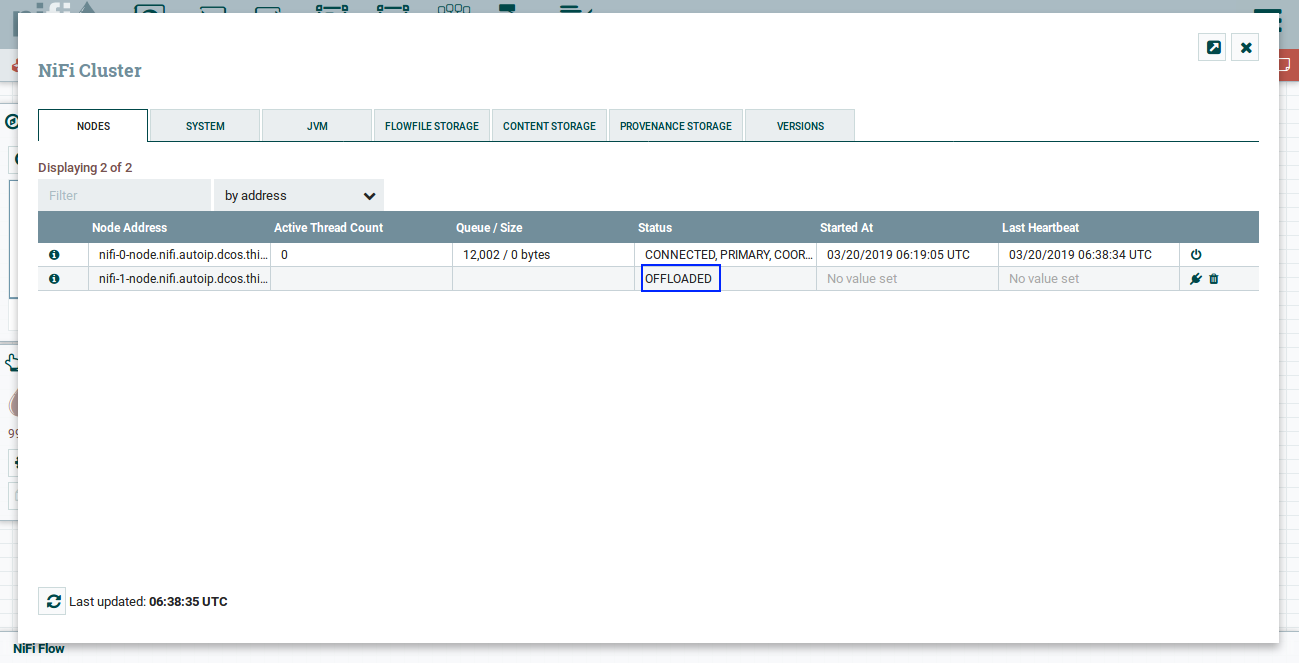 NiFi Cluster
NODES SYSTEM JVM FLOWFILE STORAGE CONTENT STORAGE PROVENANCE STORAGE VERSIONS
Displaying 2 of 2
Filter by address
Node Address Active Thread Count Queue / Size Status Started At Last Heartbeat
nifi-0-node.nifi.autoip.dcos.thi... 0 12,002 / 0 bytes CONNECTED, PRIMARY, COOR... 03/20/2019 06:19:05 UTC 03/20/2019 06:38:34 UTC
nifi-1-node.nifi.autoip.dcos.thi... OFFLOADED No value set No value set
Last updated: 06:38:35 UTC
NiFi Flow